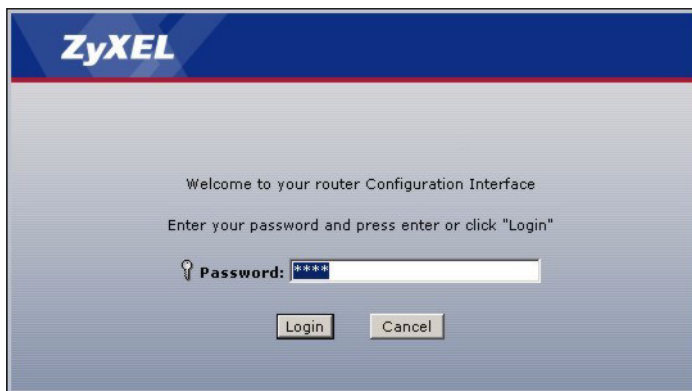 ZyXEL
Welcome to your router Configuration Interface
Enter your password and press enter or click "Login"
Password: ****
Login Cancel